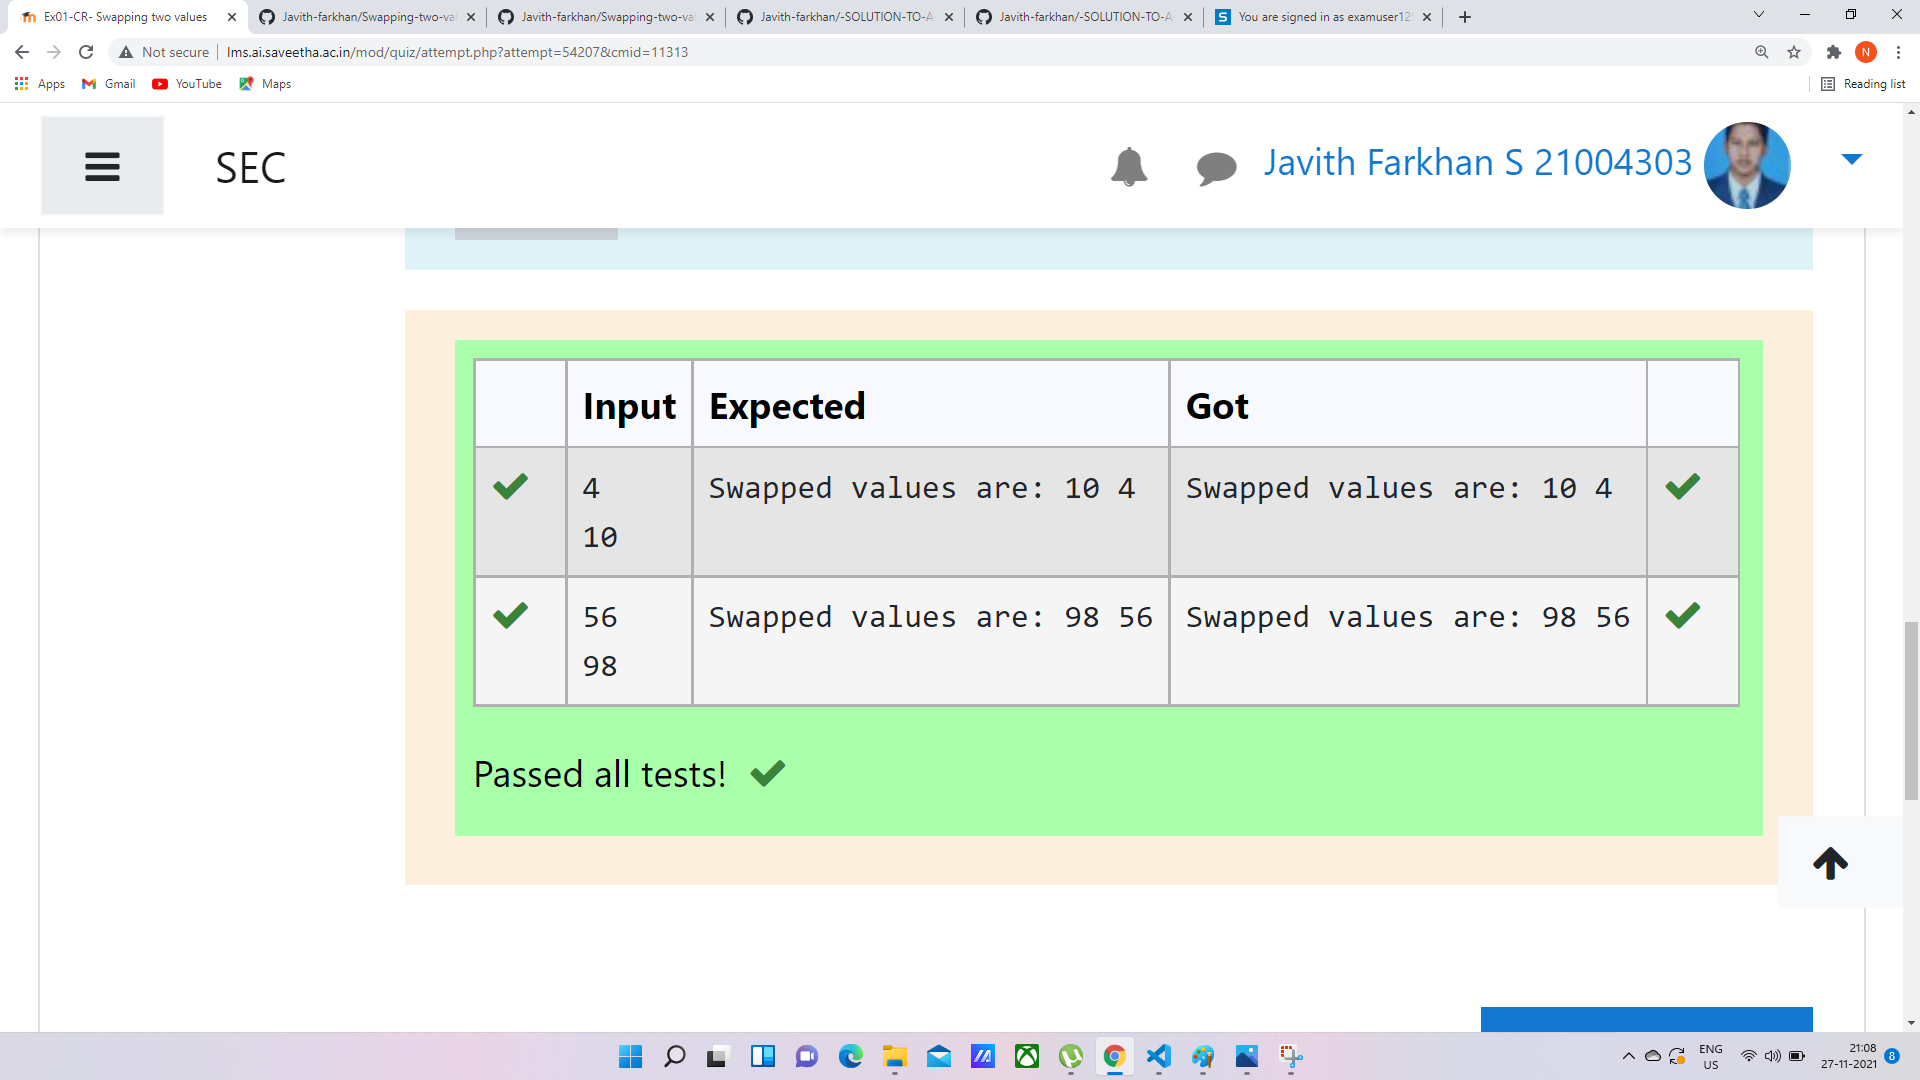 Ex01-CR- Swapping two values
Javith-farkhan/Swapping-two-val
Javith-farkhan/Swapping-two-val
Javith-farkhan/-SOLUTION-TO-A
Javith-farkhan/-SOLUTION-TO-A
You are signed in as examuser12
Not secure
lms.ai.saveetha.ac.in/mod/quiz/attempt.php?attempt=54207&cmid=11313
N
Apps
Gmail
YouTube
Maps
Reading list
SEC
Javith Farkhan S 21004303
Input Expected Got
4
10
Swapped values are: 10 4
Swapped values are: 10 4
56
98
Swapped values are: 98 56
Swapped values are: 98 56
Passed all tests!
ENG
US
21:08
27-11-2021
8